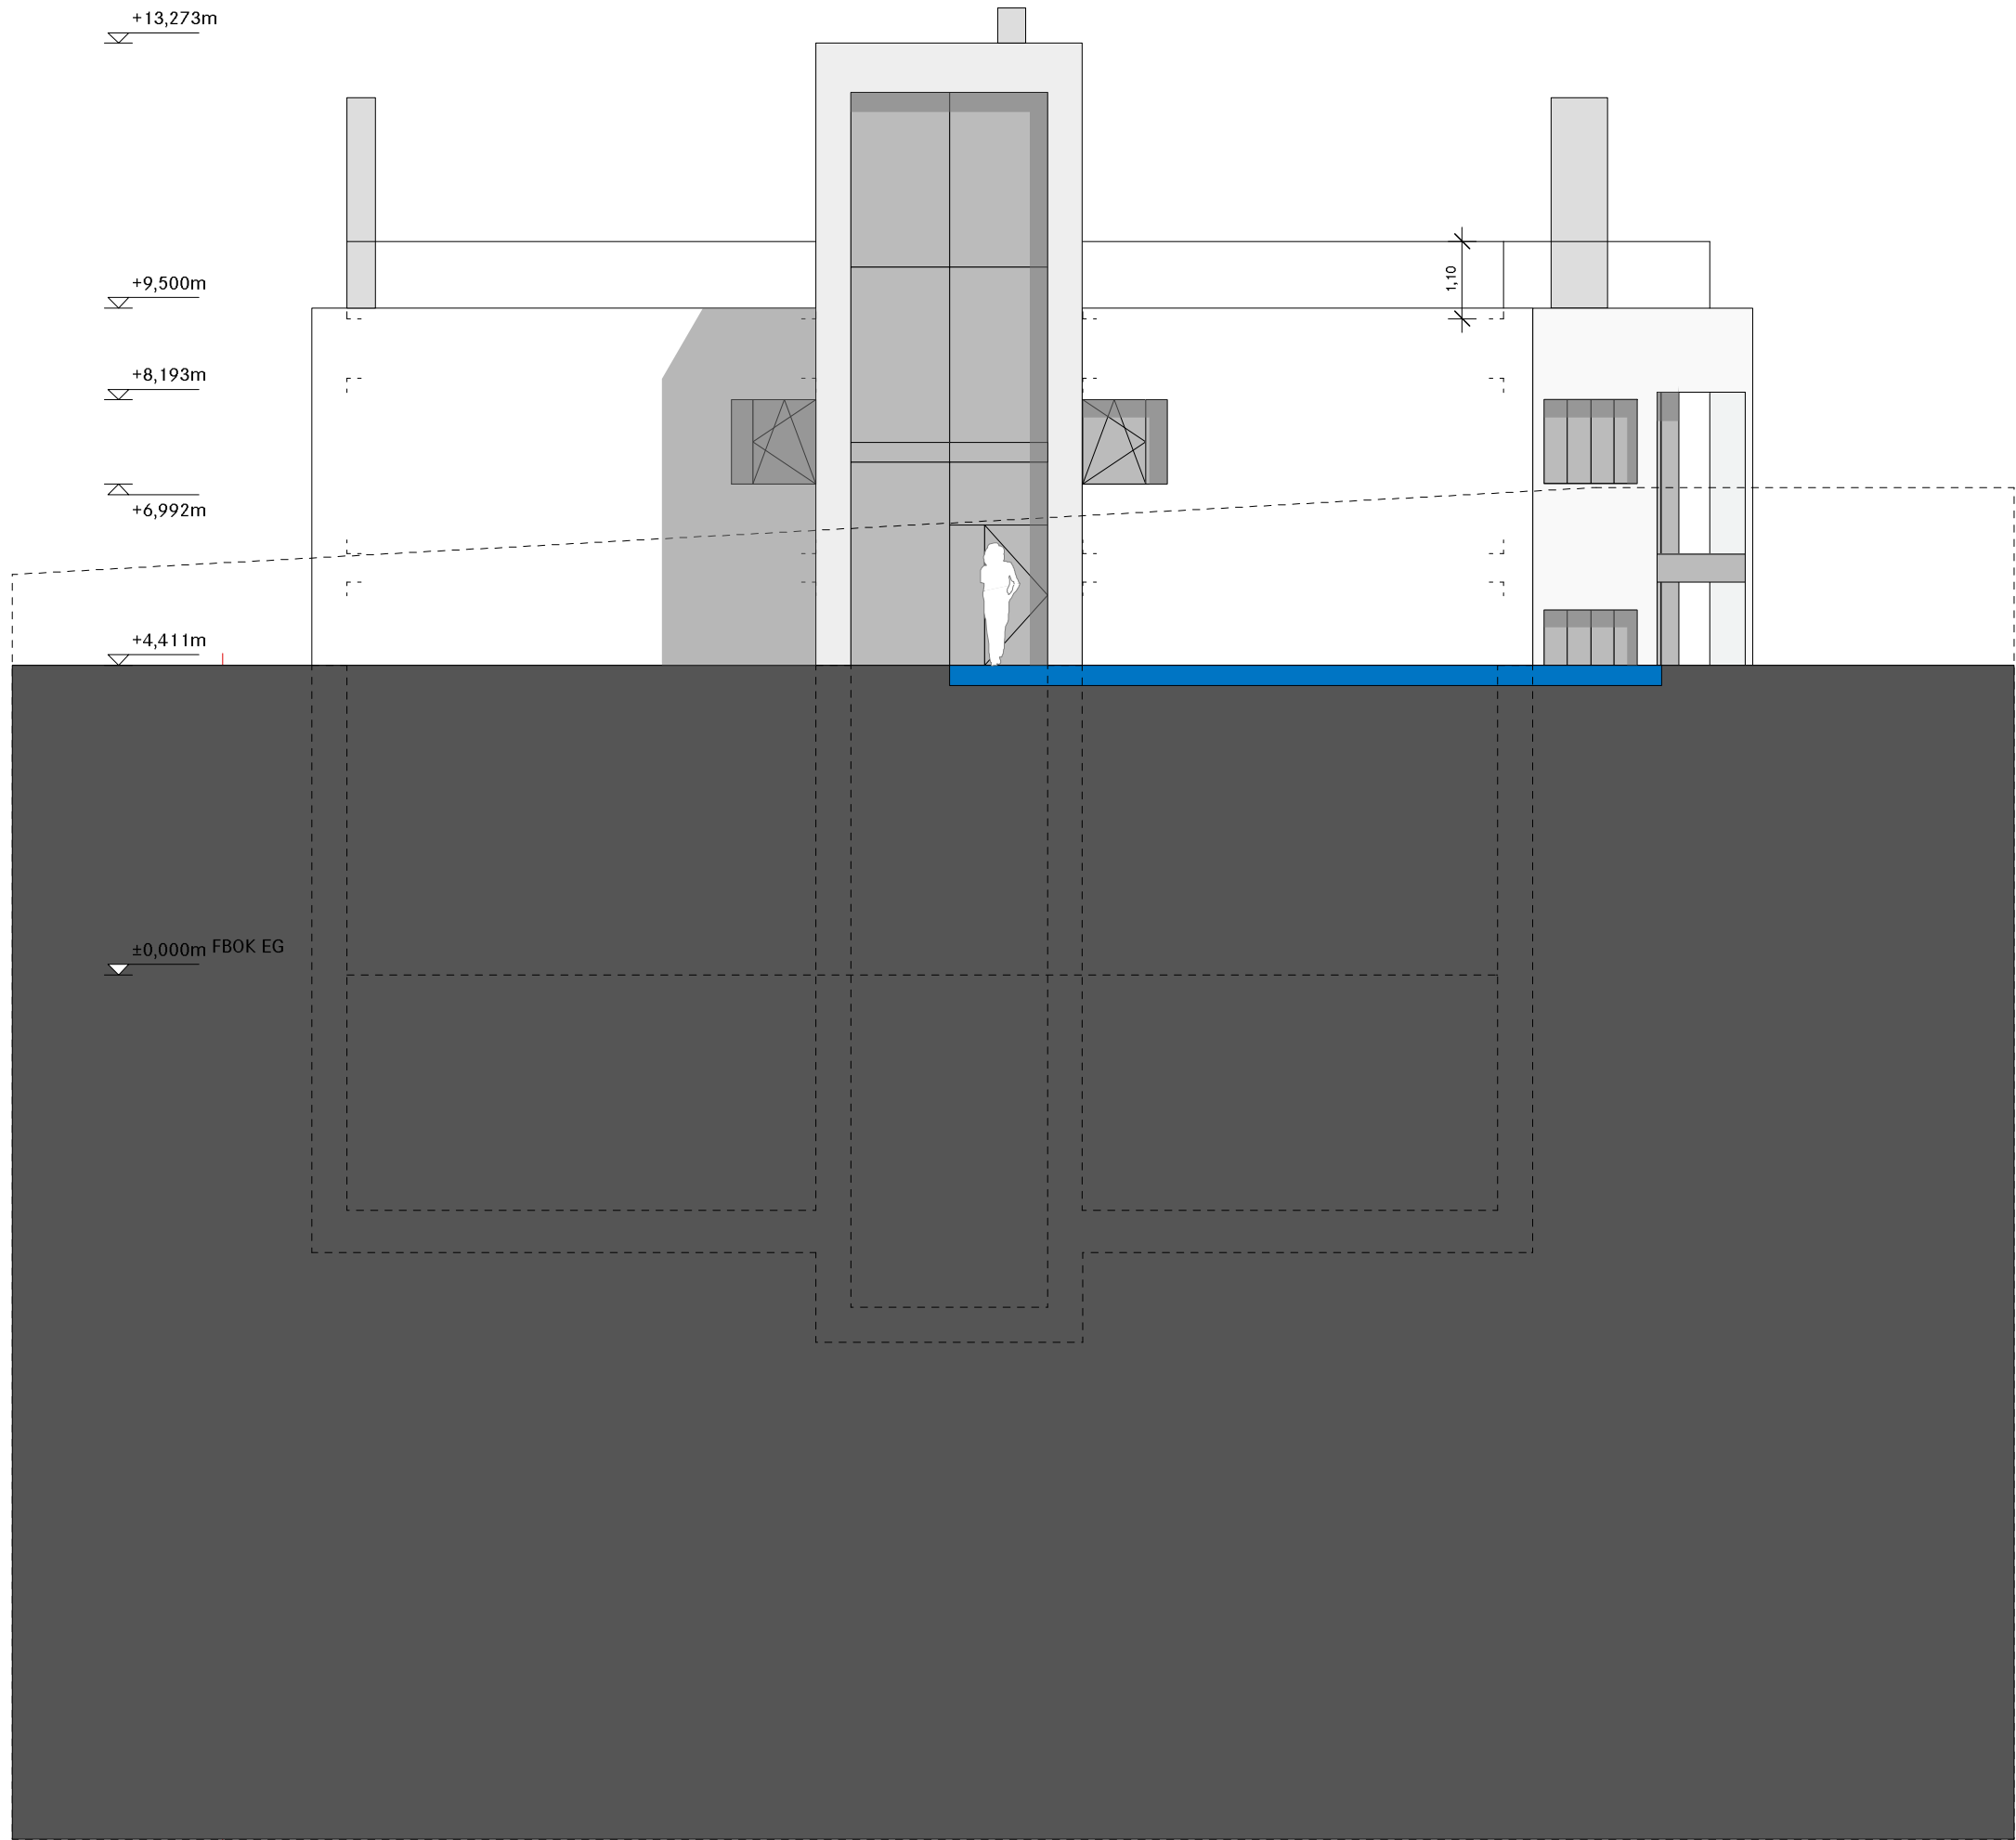 +13,273m
+9,500m
1,10
+8,193m
+6,992m
+4,411m
±0,000m FBOK EG